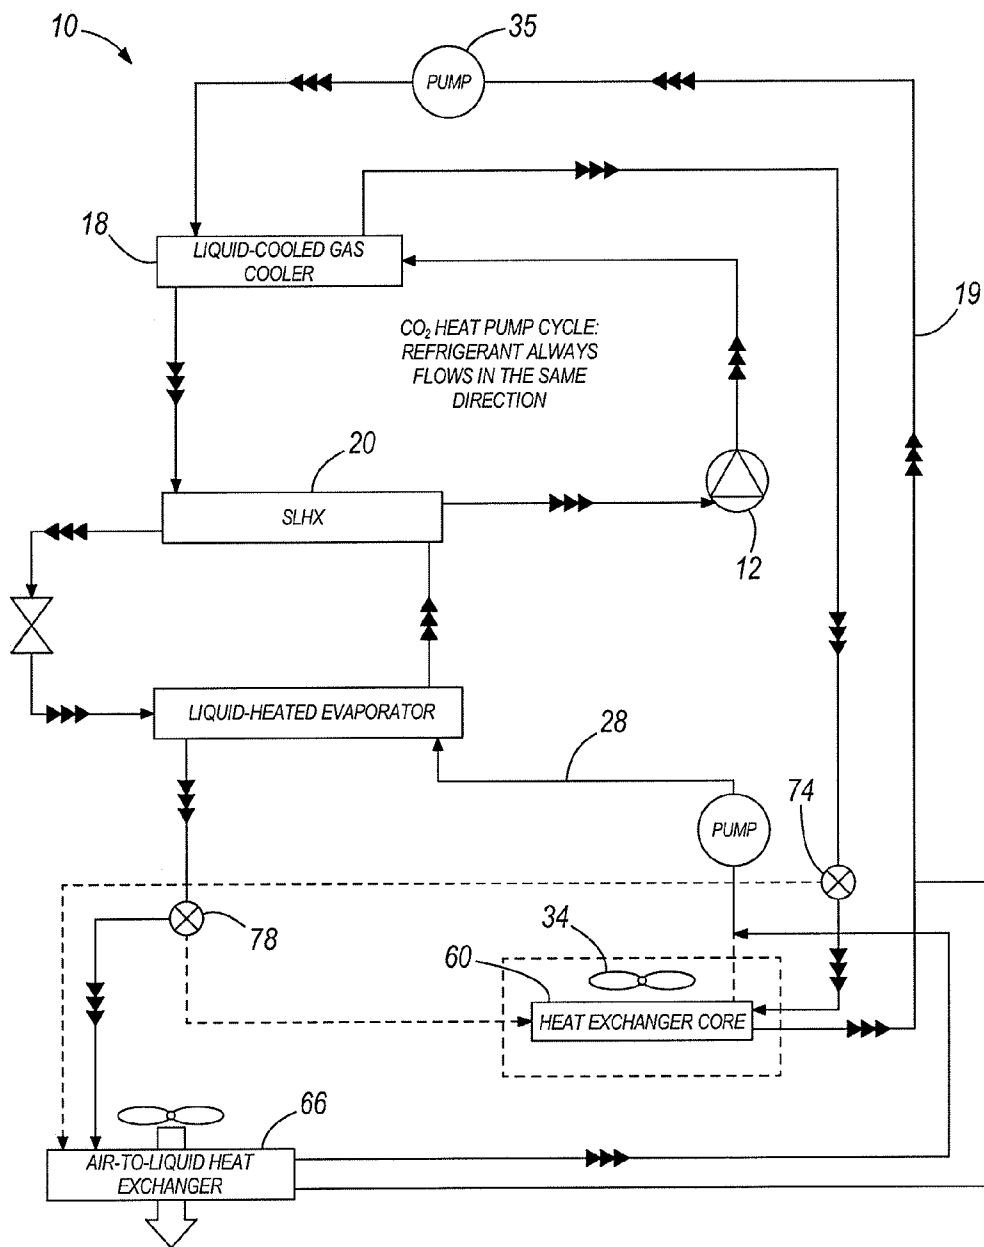 10
35
PUMP
18
LIQUID-COOLED GAS
COOLER
19
CO₂ HEAT PUMP CYCLE:
REFRIGERANT ALWAYS
FLOWS IN THE SAME
DIRECTION
20
SLHX
12
LIQUID-HEATED EVAPORATOR
28
74
PUMP
78
34
60
HEAT EXCHANGER CORE
66
AIR-TO-LIQUID HEAT
EXCHANGER